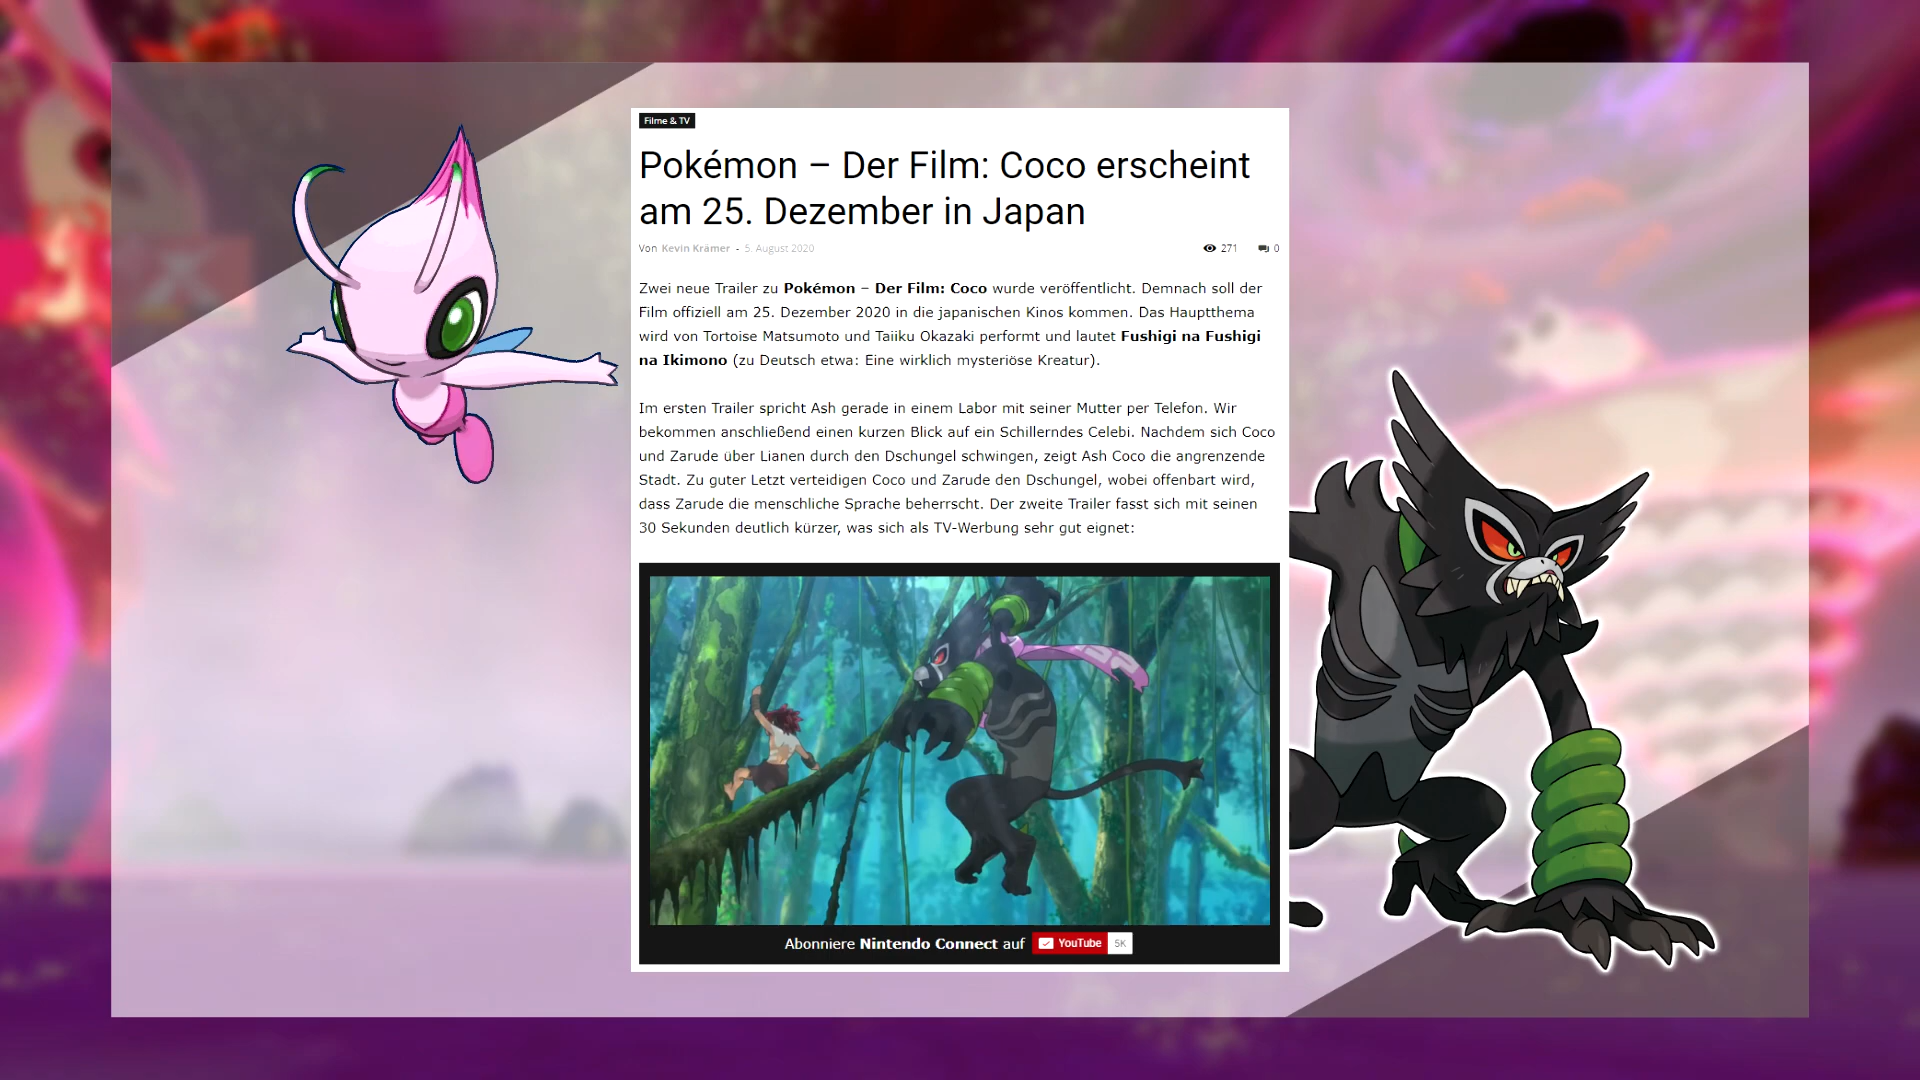 Filme & TV
Pokémon – Der Film: Coco erscheint
am 25. Dezember in Japan
Von Kevin Krämer - 5. August 2020 271 0
Zwei neue Trailer zu Pokémon – Der Film: Coco wurde veröffentlicht. Demnach soll der
Film offiziell am 25. Dezember 2020 in die japanischen Kinos kommen. Das Hauptthema
wird von Tortoise Matsumoto und Taiiku Okazaki performt und lautet Fushigi na Fushigi
na Ikimono (zu Deutsch etwa: Eine wirklich mysteriöse Kreatur).
Im ersten Trailer spricht Ash gerade in einem Labor mit seiner Mutter per Telefon. Wir
bekommen anschließend einen kurzen Blick auf ein Schillerndes Celebi. Nachdem sich Coco
und Zarude über Lianen durch den Dschungel schwingen, zeigt Ash Coco die angrenzende
Stadt. Zu guter Letzt verteidigen Coco und Zarude den Dschungel, wobei offenbart wird,
dass Zarude die menschliche Sprache beherrscht. Der zweite Trailer fasst sich mit seinen
30 Sekunden deutlich kürzer, was sich als TV-Werbung sehr gut eignet:
Abonniere Nintendo Connect auf YouTube 5K